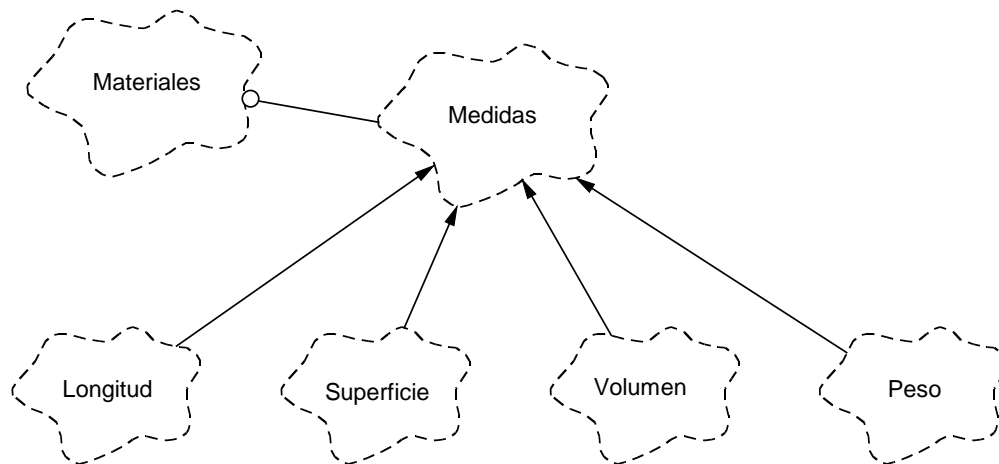 Materiales
Medidas
Longitud
Superficie
Volumen
Peso